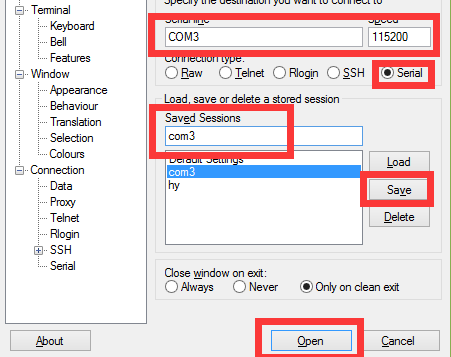 Terminal
Keyboard
Bell
Features
Window
Appearance
Behaviour
Translation
Selection
Colours
Connection
Data
Proxy
Telnet
Rlogin
SSH
Serial
Specify the destination you want to connect to
Serial line Speed
COM3 115200
Connection type:
Raw Telnet Rlogin SSH Serial
Load, save or delete a stored session
Saved Sessions
com3
Default Settings
com3
hy
Load
Save
Delete
Close window on exit:
Always Never Only on clean exit
About Open Cancel